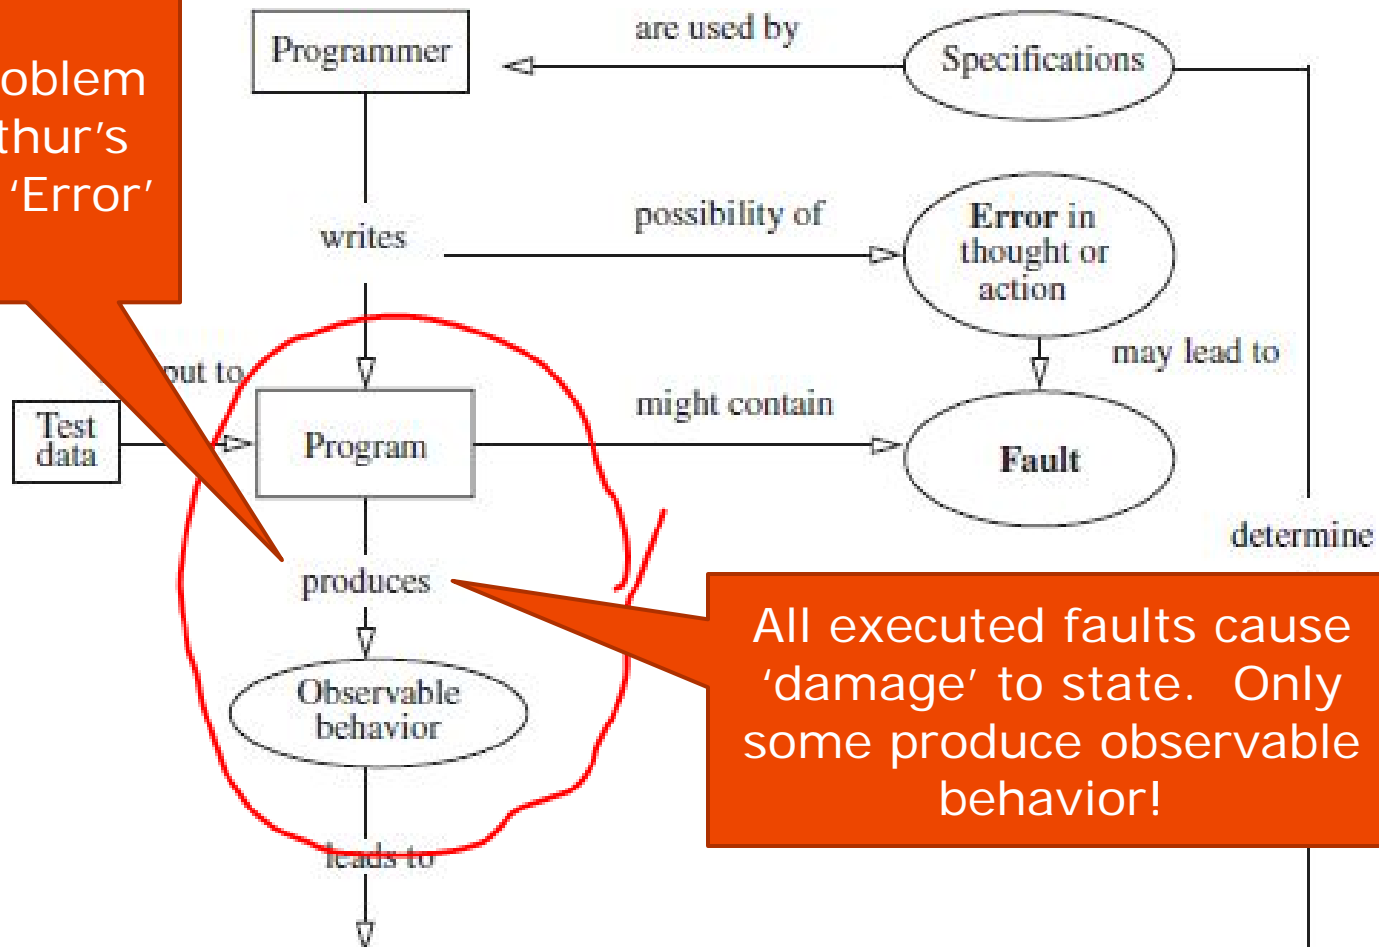 oblem
thur's
'Error'
Programmer
are used by
Specifications
writes
possibility of
Error in
thought or
action
may lead to
put to
Test
data
Program
might contain
Fault
determine
produces
All executed faults cause
'damage' to state. Only
some produce observable
behavior!
Observable
behavior
leads to